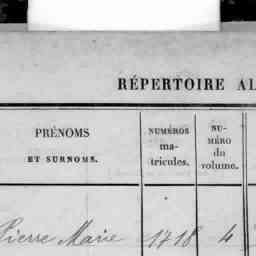 RÉPERTOIRE AL
PRÉNOMS
ET SURNOMS.
NUMÉROS
ma-
tricules.
NU-
MÉRO
du
volume.
Pierre Marie 1718 4